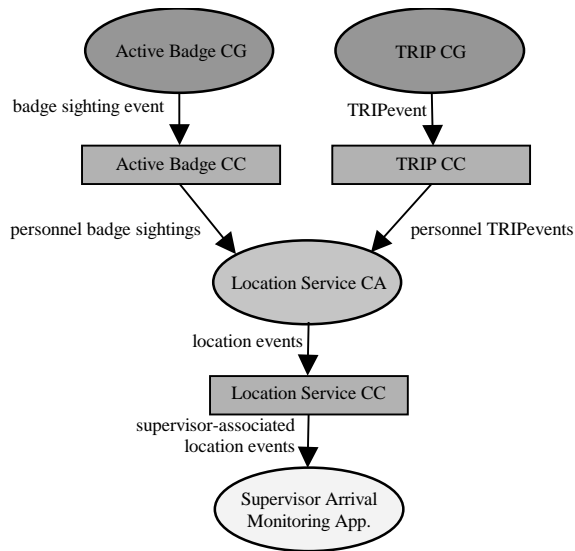 Active Badge CG
TRIP CG
badge sighting event
TRIPevent
Active Badge CC
TRIP CC
personnel badge sightings
personnel TRIPevents
Location Service CA
location events
Location Service CC
supervisor-associated
location events
Supervisor Arrival
Monitoring App.